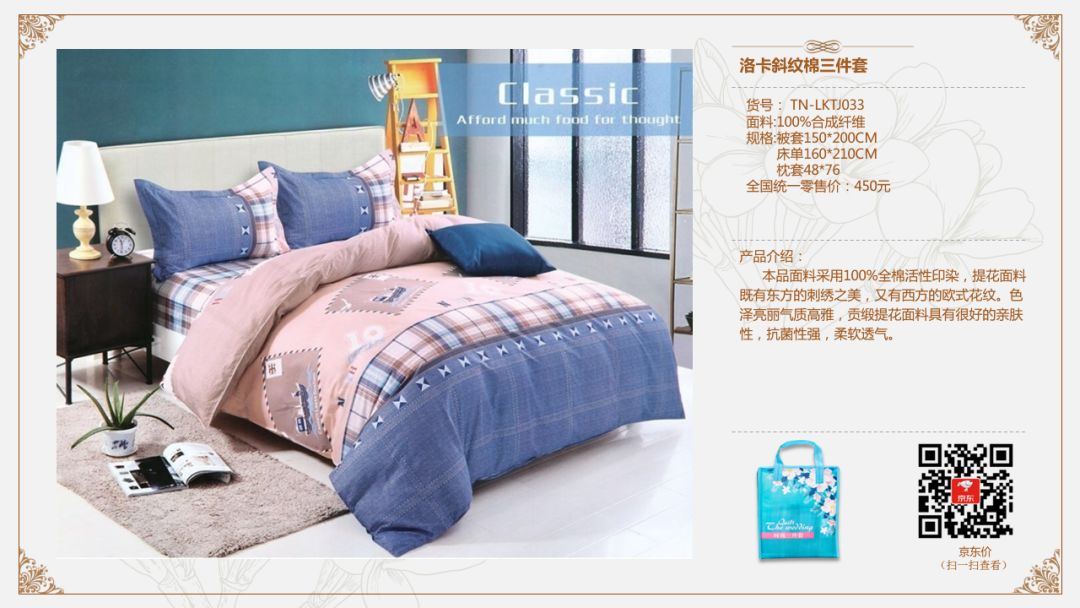 Classic
Afford much food for thought
A
洛卡斜纹棉三件套
货号： TN-LKTJ033
面料:100%合成纤维
规格:被套150*200CM
床单160*210CM
枕套48*76
全国统一零售价：450元
产品介绍：
本品面料采用100%全棉活性印染，提花面料
既有东方的刺绣之美，又有西方的欧式花纹。色
泽亮丽气质高雅，贡缎提花面料具有很好的亲肤
性，抗菌性强，柔软透气。
Quilt
The wedding
京东
京东价
（扫一扫查看）